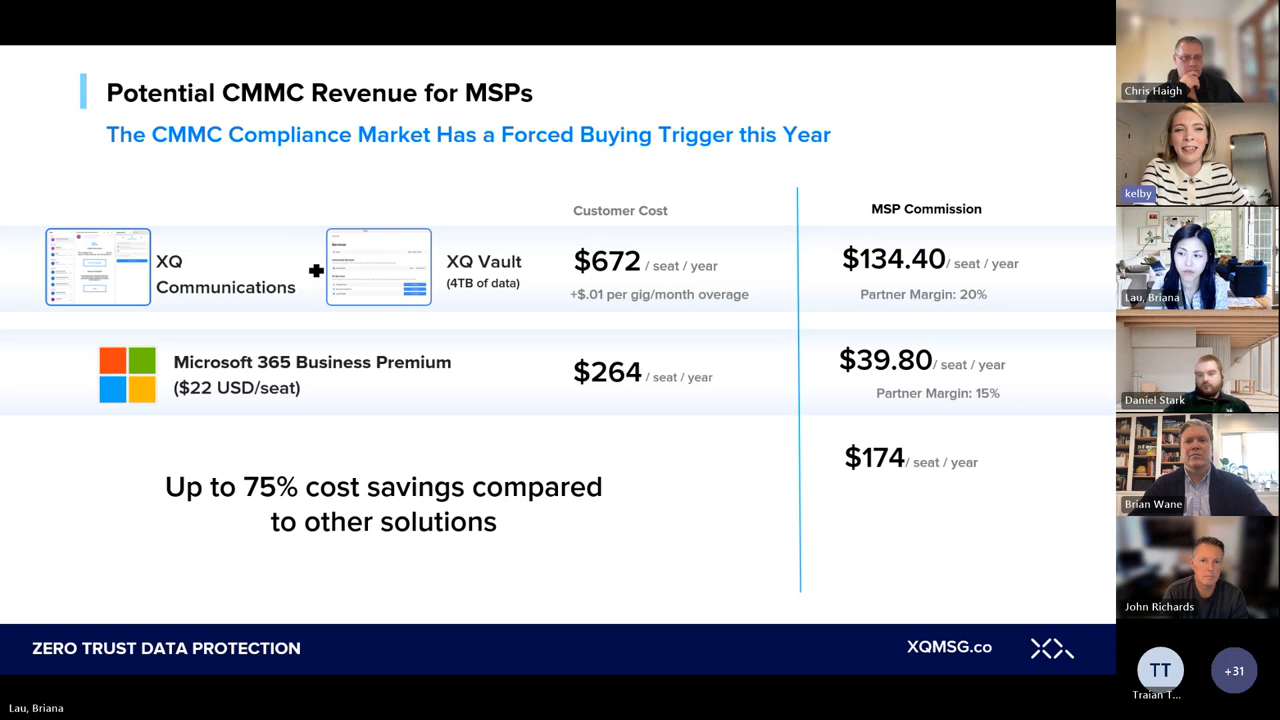 Potential CMMC Revenue for MSPs
The CMMC Compliance Market Has a Forced Buying Trigger this Year
Customer Cost
MSP Commission
XQ
Communications
XQ Vault
(4TB of data)
$672 / seat / year
+$.01 per gig/month overage
$134.40/ seat / year
Partner Margin: 20%
Microsoft 365 Business Premium
($22 USD/seat)
$264 / seat / year
$39.80/ seat / year
Partner Margin: 15%
$174/ seat / year
Up to 75% cost savings compared
to other solutions
ZERO TRUST DATA PROTECTION
XQMSG.co
Chris Haigh
kelby
Lau, Briana
Daniel Stark
Brian Wane
John Richards
TT
Traian T...
+31
Lau, Briana